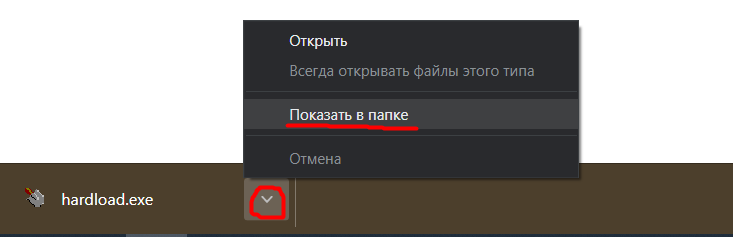 Открыть
Всегда открывать файлы этого типа
Показать в папке
Отмена
hardload.exe